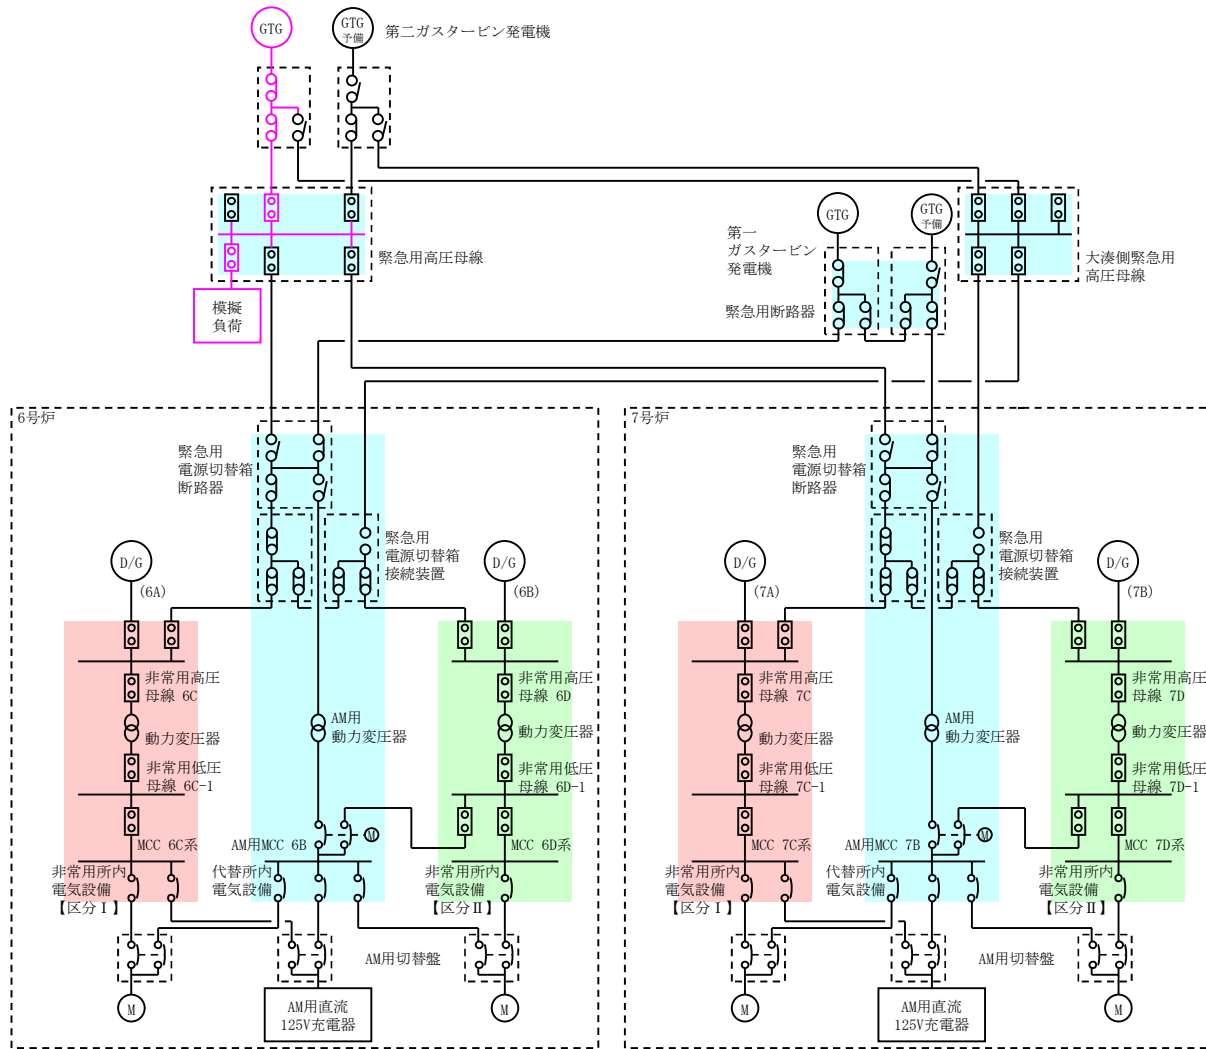 GTG
GTG
予備
第二ガスタービン発電機
緊急用高圧母線
模擬
負荷
第一
ガスタービン
発電機
緊急用断路器
GTG
GTG
予備
大湊側緊急用
高圧母線
6号炉
緊急用
電源切替箱
断路器
緊急用
電源切替箱
接続装置
D/G
(6A)
D/G
(6B)
非常用高圧
母線 6C
動力変圧器
非常用低圧
母線 6C-1
MCC 6C系
非常用所内
電気設備
【区分Ⅰ】
AM用
動力変圧器
AM用MCC 6B
M
代替所内
電気設備
非常用高圧
母線 6D
動力変圧器
非常用低圧
母線 6D-1
MCC 6D系
非常用所内
電気設備
【区分Ⅱ】
AM用切替盤
M
AM用直流
125V充電器
M
7号炉
緊急用
電源切替箱
断路器
緊急用
電源切替箱
接続装置
D/G
(7A)
D/G
(7B)
非常用高圧
母線 7C
動力変圧器
非常用低圧
母線 7C-1
MCC 7C系
非常用所内
電気設備
【区分Ⅰ】
AM用
動力変圧器
AM用MCC 7B
M
代替所内
電気設備
非常用高圧
母線 7D
動力変圧器
非常用低圧
母線 7D-1
MCC 7D系
非常用所内
電気設備
【区分Ⅱ】
AM用切替盤
M
AM用直流
125V充電器
M